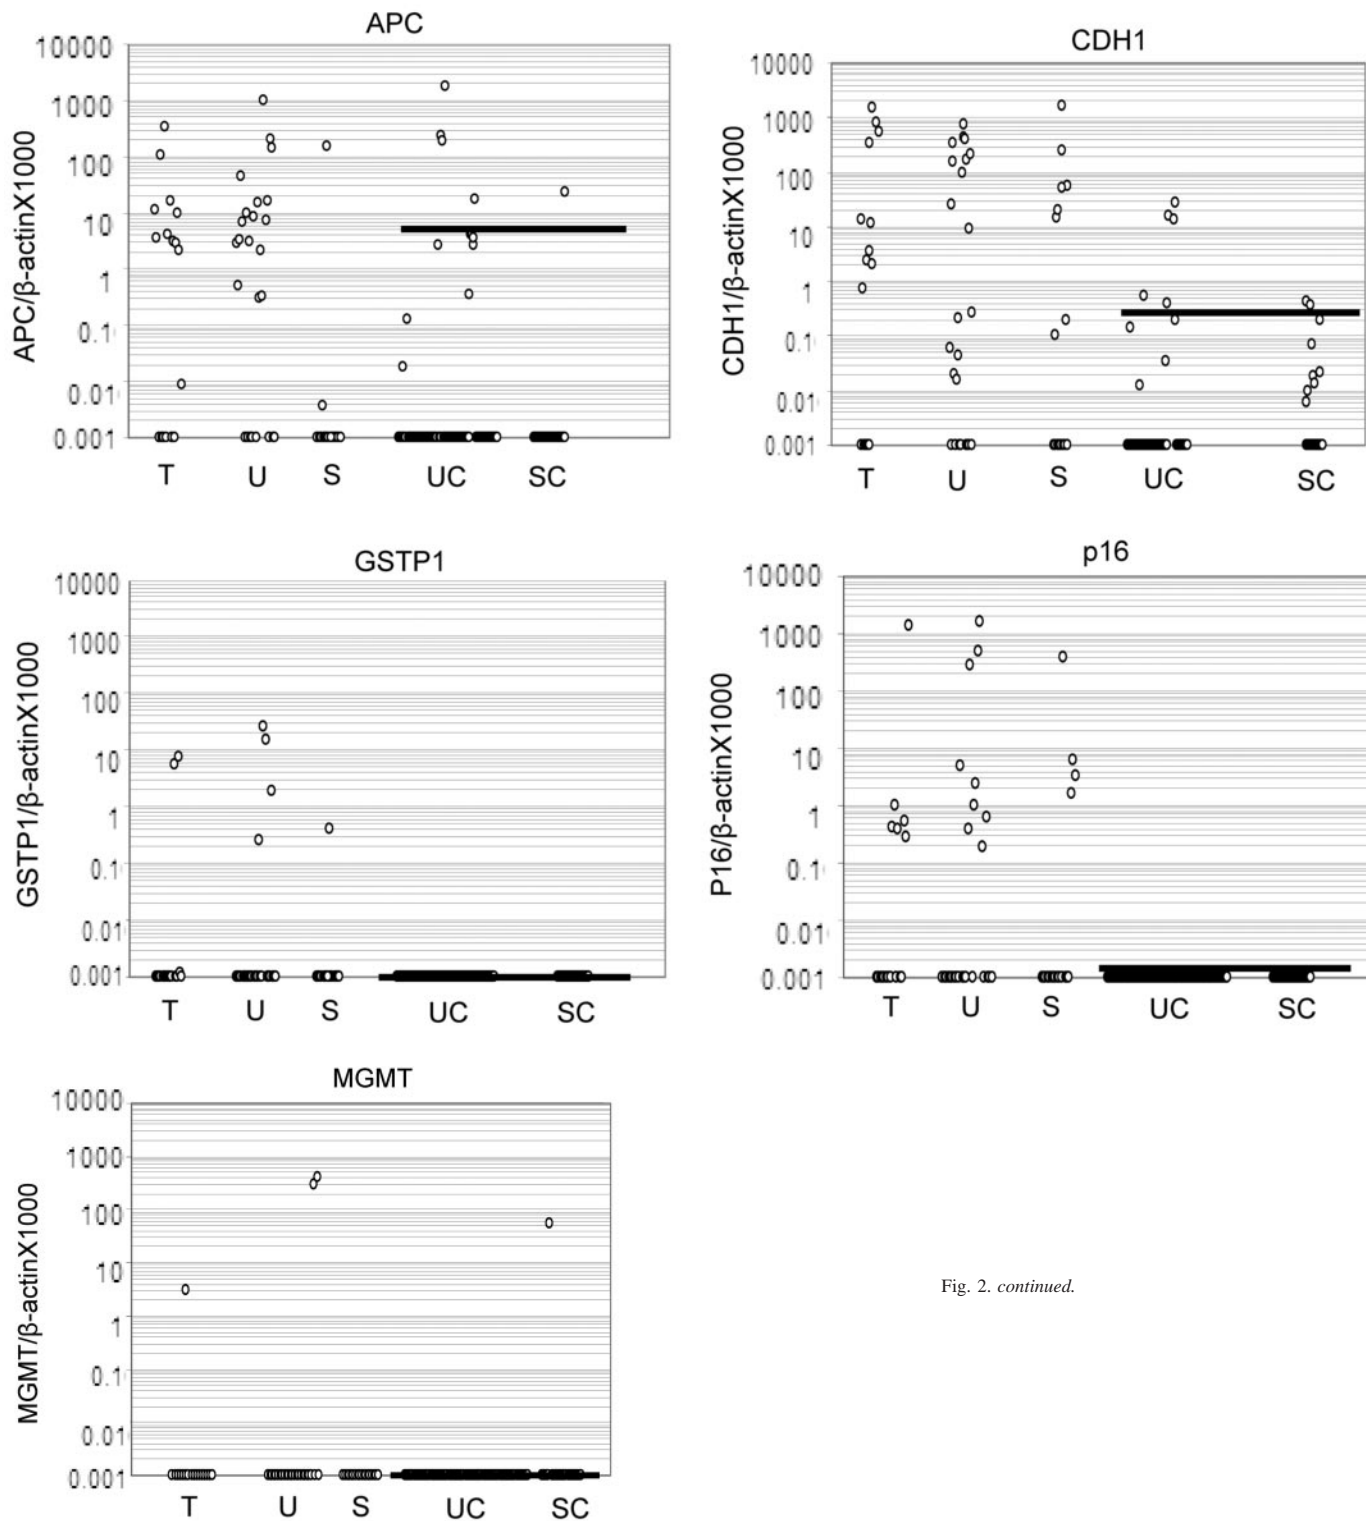 APC
10000
1000
100
10
1
0.1
0.01
0.001
APC/β-actinX1000
T U S UC SC
CDH1
10000
1000
100
10
1
0.1
0.01
0.001
CDH1/β-actinX1000
T U S UC SC
GSTP1
10000
1000
100
10
1
0.1
0.01
0.001
GSTP1/β-actinX1000
T U S UC SC
p16
10000
1000
100
10
1
0.1
0.01
0.001
P16/β-actinX1000
T U S UC SC
MGMT
10000
1000
100
10
1
0.1
0.01
0.001
MGMT/β-actinX1000
T U S UC SC
Fig. 2. continued.